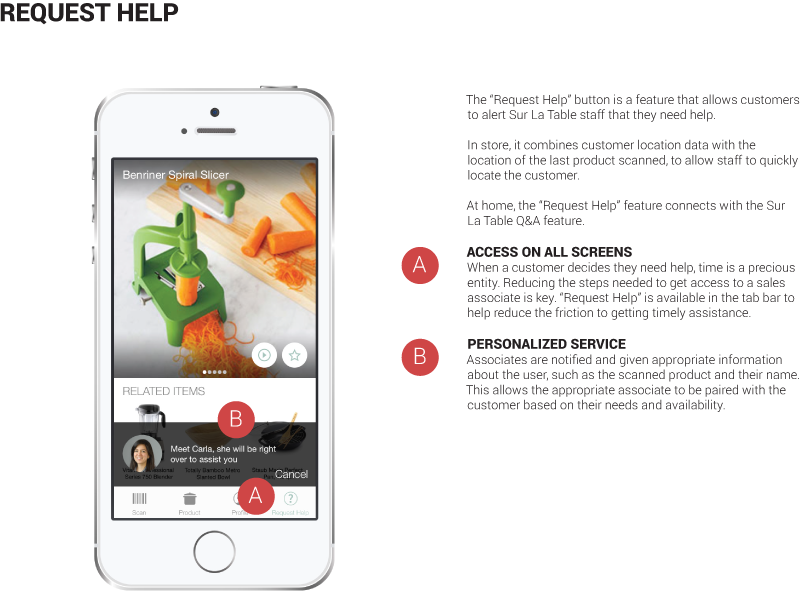 REQUEST HELP
Benriner Spiral Slicer
RELATED ITEMS
B
Meet Carla, she will be right
over to assist you
Totally Bamboo Metro
Series 750 Blender
Slanted Bowl
Cancel
A
Scan
Product
Request Help
The “Request Help” button is a feature that allows customers
to alert Sur La Table staff that they need help.
In store, it combines customer location data with the
location of the last product scanned, to allow staff to quickly
locate the customer.
At home, the “Request Help” feature connects with the Sur
La Table Q&A feature.
A
ACCESS ON ALL SCREENS
When a customer decides they need help, time is a precious
entity. Reducing the steps needed to get access to a sales
associate is key. “Request Help” is available in the tab bar to
help reduce the friction to getting timely assistance.
B
PERSONALIZED SERVICE
Associates are notified and given appropriate information
about the user, such as the scanned product and their name.
This allows the appropriate associate to be paired with the
customer based on their needs and availability.